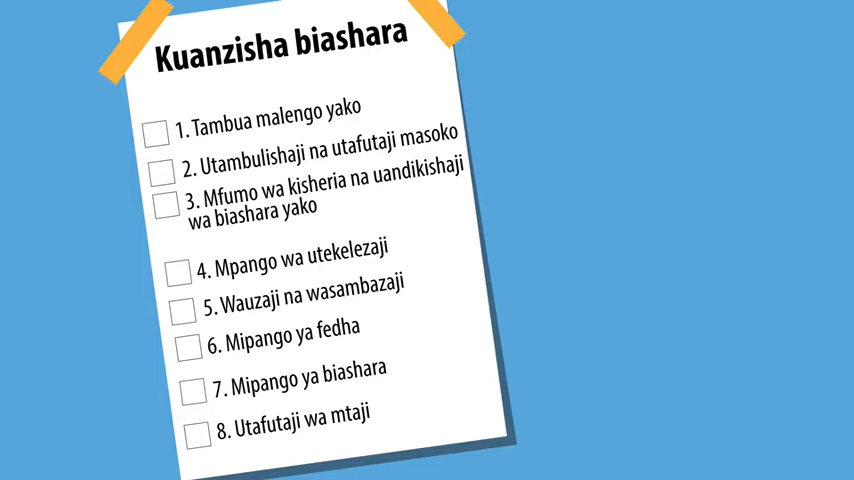 Kuanzisha biashara
1. Tambua malengo yako
2. Utambulishaji na utafutaji masoko
3. Mfumo wa kisheria na uandikishaji
wa biashara yako
4. Mpango wa utekelezaji
5. Wauzaji na wasambazaji
6. Mipango ya fedha
7. Mipango ya biashara
8. Utafutaji wa mtaji